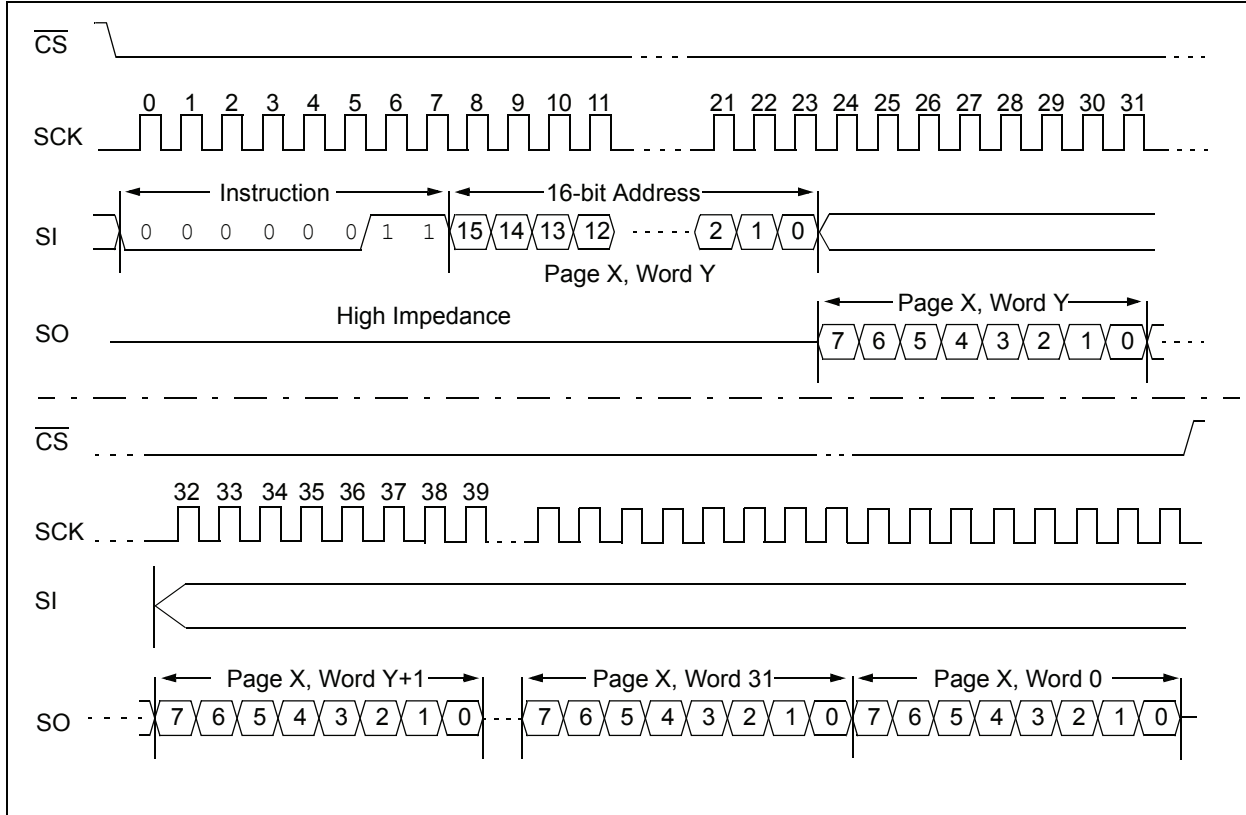 CS
0 1 2 3 4 5 6 7 8 9 10 11 21 22 23 24 25 26 27 28 29 30 31
SCK
Instruction 16-bit Address
SI 0 0 0 0 0 0 1 1 15 14 13 12 2 1 0
Page X, Word Y
High Impedance Page X, Word Y
SO 7 6 5 4 3 2 1 0
CS
32 33 34 35 36 37 38 39
SCK
SI
Page X, Word Y+1 Page X, Word 31 Page X, Word 0
SO 7 6 5 4 3 2 1 0 7 6 5 4 3 2 1 0 7 6 5 4 3 2 1 0